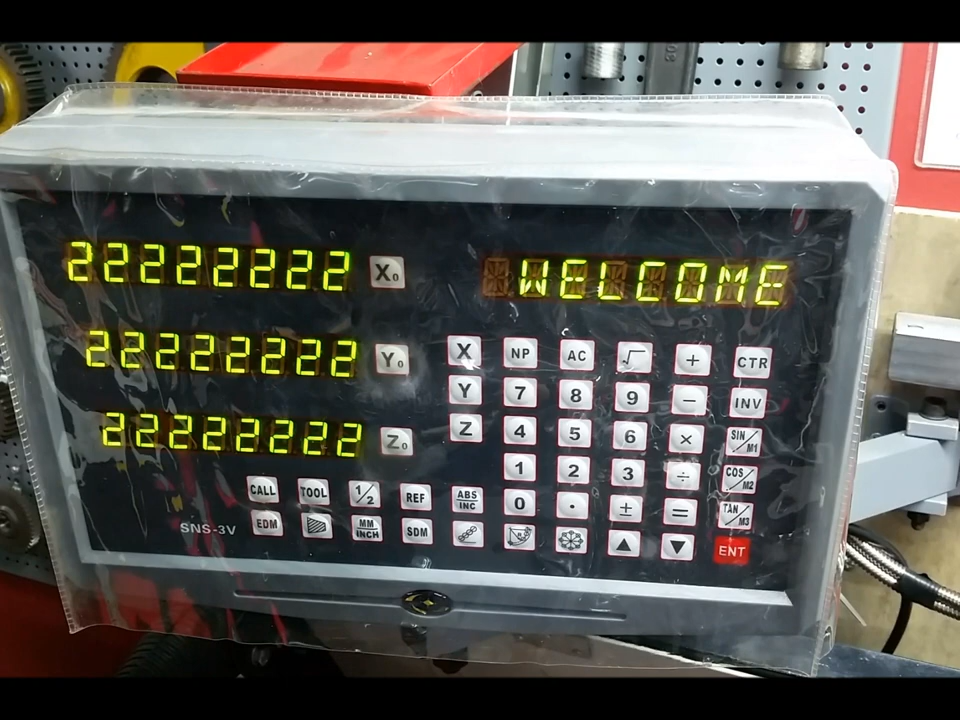 22222222 X₀ WELCOME
22222222 Y₀
22222222 Z₀
X NP AC √ + CTR
Y 7 8 9 − INV
Z 4 5 6 × SIN/M1
1 2 3 ÷ COS/M2
CALL TOOL 1/2 REF ABS/INC 0 . ± = TAN/M3
SNS-3V EDM MM/INCH SDM ▲ ▼ ENT